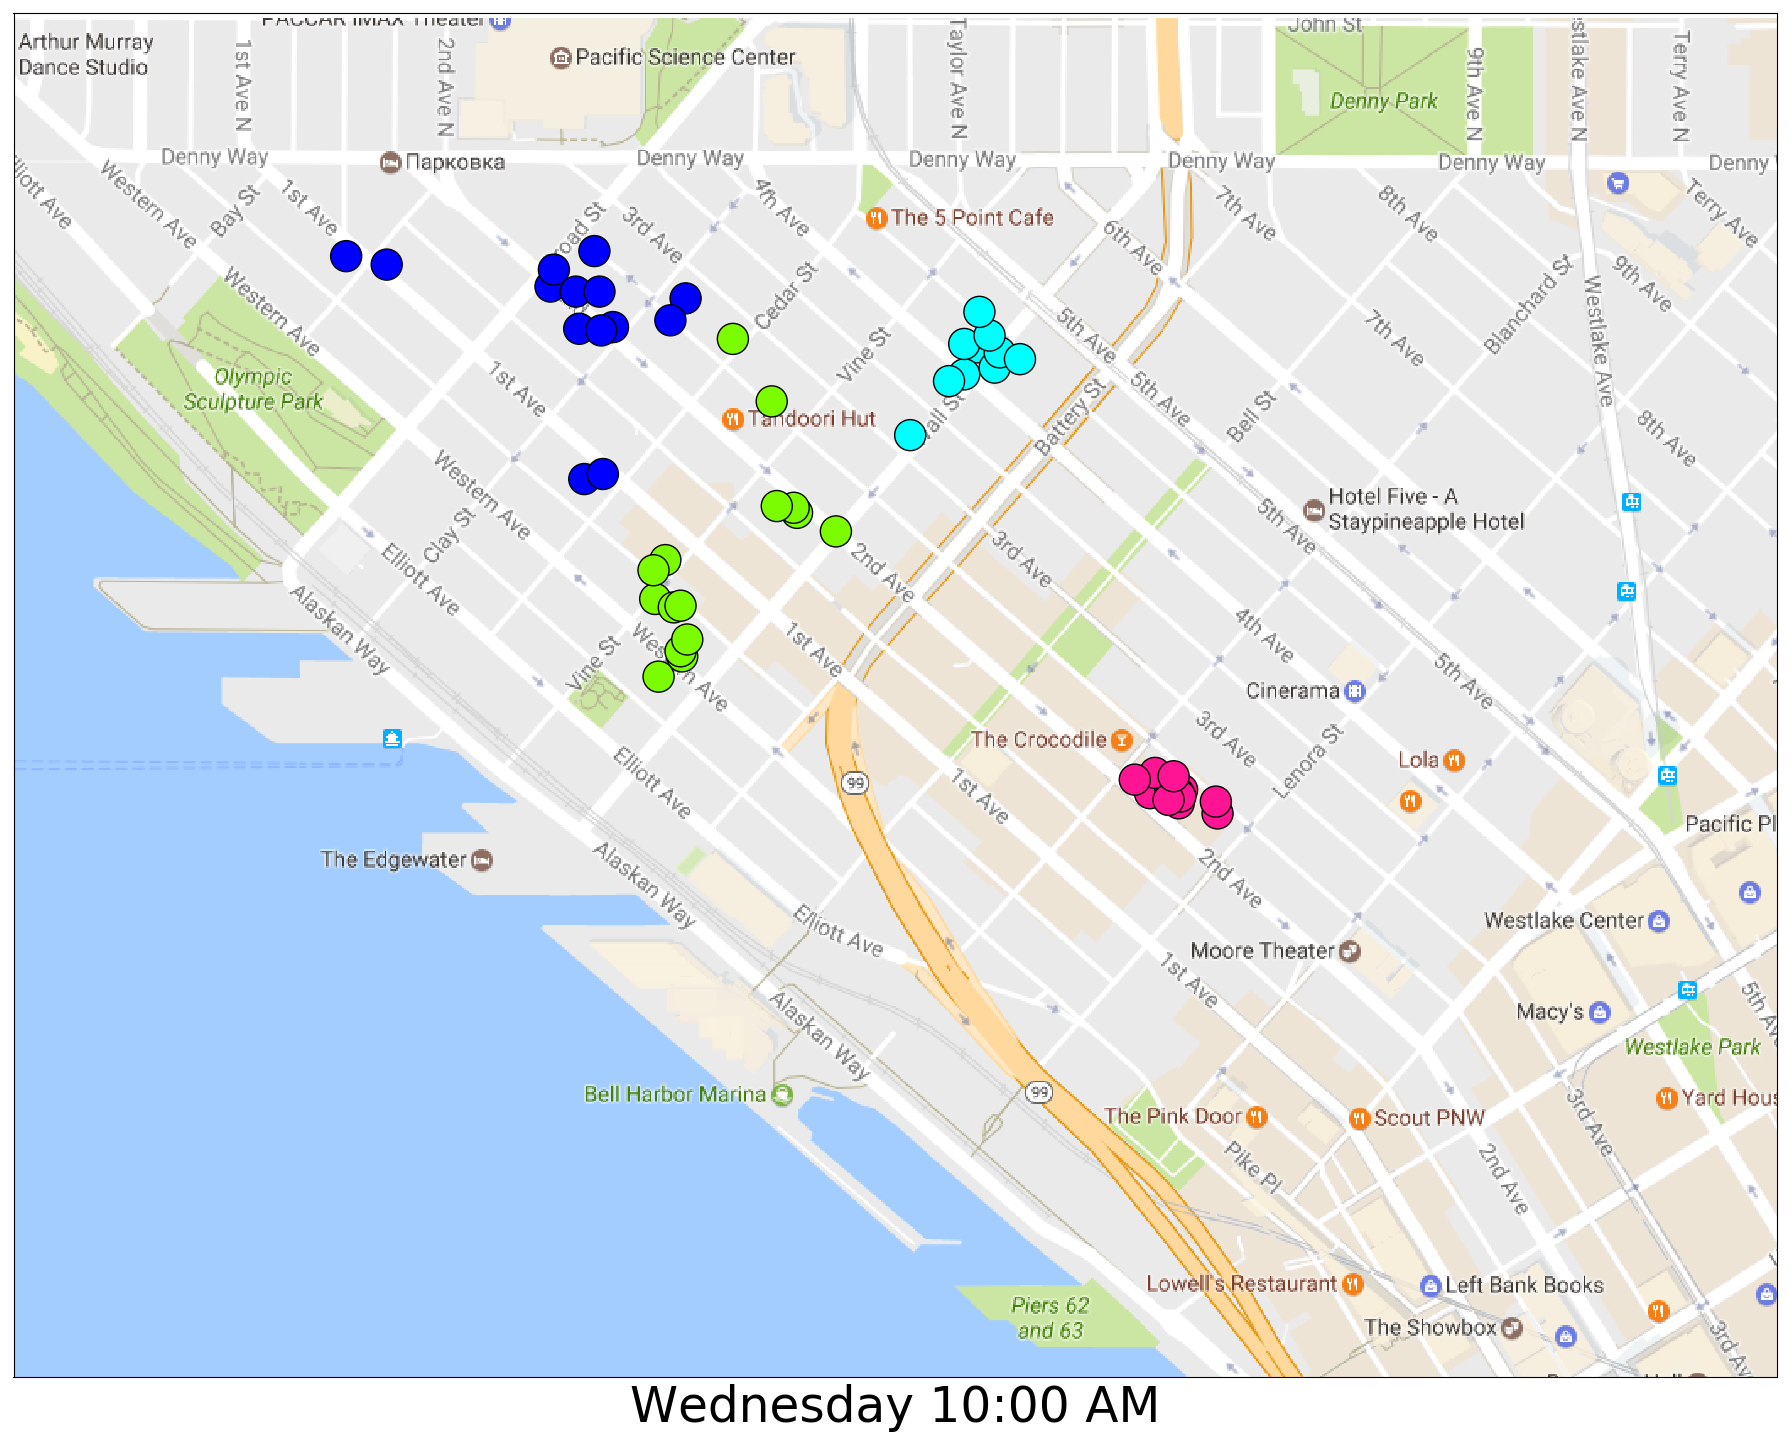 PACCAR IMAX Theater
Arthur Murray
Dance Studio
1st Ave N
2nd Ave N
Pacific Science Center
Taylor Ave N
John St
Denny Park
9th Ave N
Westlake Ave N
Terry Ave N
Denny Way
Парковка
Denny Way
Denny Way
Denny Way
Denny Way
Denny
Elliott Ave
Western Ave
Bay St
1st Ave
3rd Ave
4th Ave
The 5 Point Cafe
6th Ave
7th Ave
8th Ave
Terry Ave
Western Ave
Cedar St
Blanchard St
9th Ave
Westlake Ave
Vine St
5th Ave
7th Ave
Olympic
Sculpture Park
1st Ave
Tandoori Hut
5th Ave
Bell St
Battery St
8th Ave
Western Ave
Clay St
Hotel Five - A
Staypineapple Hotel
5th Ave
Elliott Ave
2nd Ave
3rd Ave
Alaskan Way
Vine St
Western Ave
1st Ave
4th Ave
5th Ave
Cinerama
The Crocodile
3rd Ave
Lenora St
Lola
Elliott Ave
99
1st Ave
Pacific Pl
The Edgewater
Alaskan Way
2nd Ave
Elliott Ave
Westlake Center
Moore Theater
1st Ave
Macy's
5th Ave
Alaskan Way
Westlake Park
Bell Harbor Marina
99
The Pink Door
Scout PNW
3rd Ave
Yard Hous
Pike Pl
2nd Ave
Lowell's Restaurant
Left Bank Books
Piers 62
and 63
The Showbox
3rd Ave
Wednesday 10:00 AM